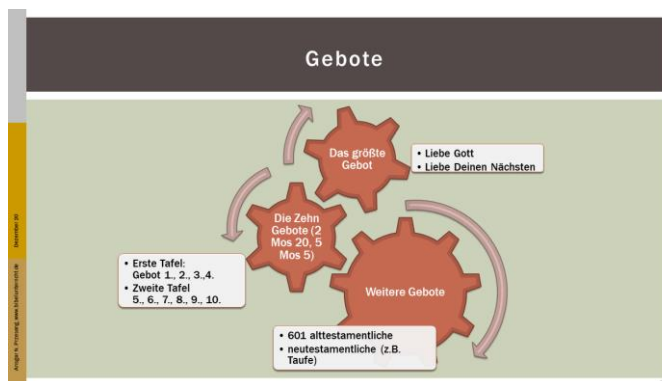 Gebote
Das größte
Gebot
• Liebe Gott
• Liebe Deinen Nächsten
Die Zehn
Gebote (2
Mos 20, 5
Mos 5)
• Erste Tafel:
Gebot 1., 2., 3.,4.
• Zweite Tafel
5., 6., 7., 8., 9., 10.
Weitere Gebote
• 601 alttestamentliche
• neutestamentliche (z.B.
Taufe)
Dezember 20